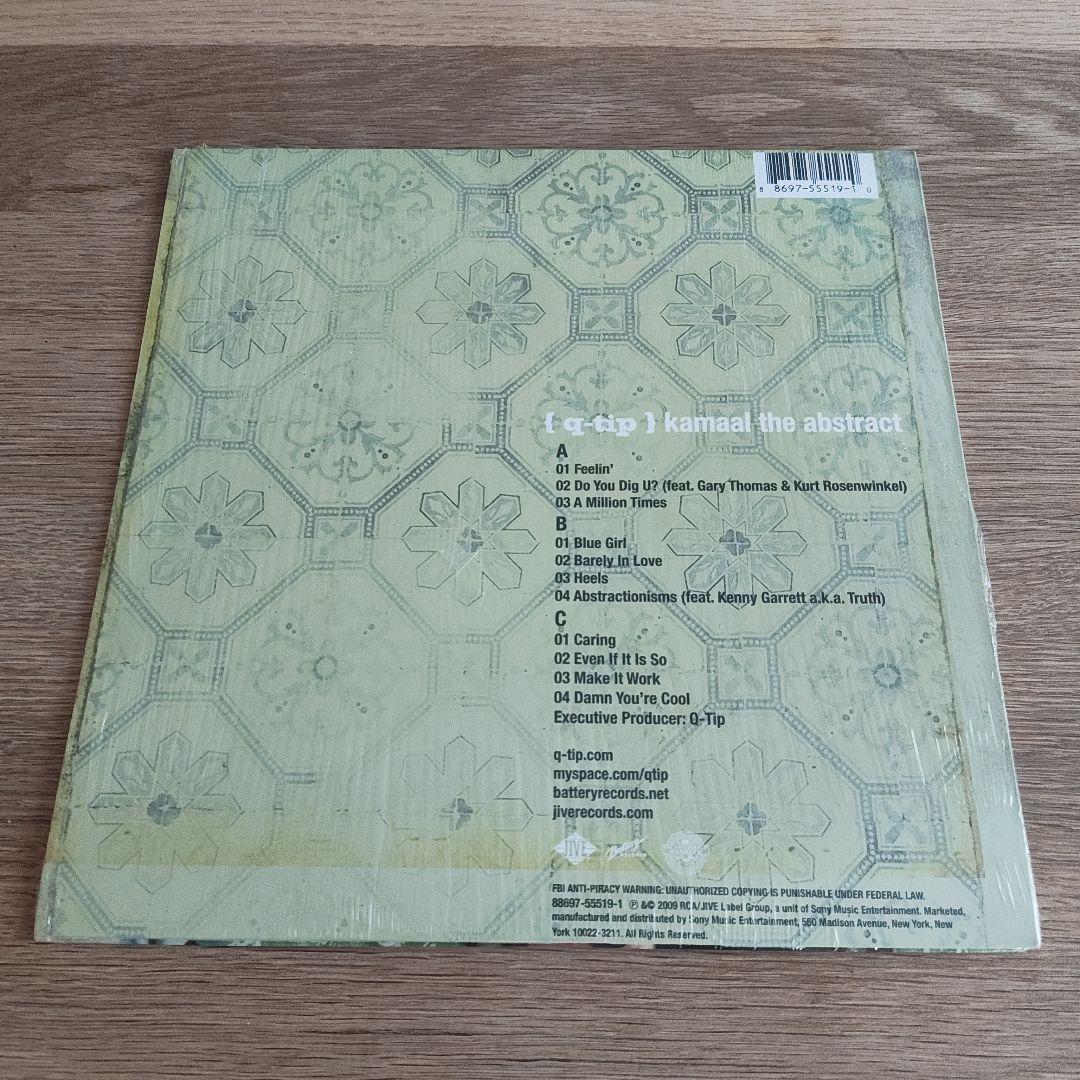 8 8697-55519-1 0
{ q-tip } kamaal the abstract
A
01 Feelin'
02 Do You Dig U? (feat. Gary Thomas & Kurt Rosenwinkel)
03 A Million Times
B
01 Blue Girl
02 Barely In Love
03 Heels
04 Abstractionisms (feat. Kenny Garrett a.k.a. Truth)
C
01 Caring
02 Even If It Is So
03 Make It Work
04 Damn You're Cool
Executive Producer: Q-Tip
q-tip.com
myspace.com/qtip
batteryrecords.net
jiverecords.com
JIVE Battery RECORDS
FBI ANTI-PIRACY WARNING: UNAUTHORIZED COPYING IS PUNISHABLE UNDER FEDERAL LAW.
88697-55519-1 ℗ &© 2009 RCA/JIVE Label Group, a unit of Sony Music Entertainment. Marketed,
manufactured and distributed by Sony Music Entertainment, 550 Madison Avenue, New York, New
York 10022-3211. All Rights Reserved.